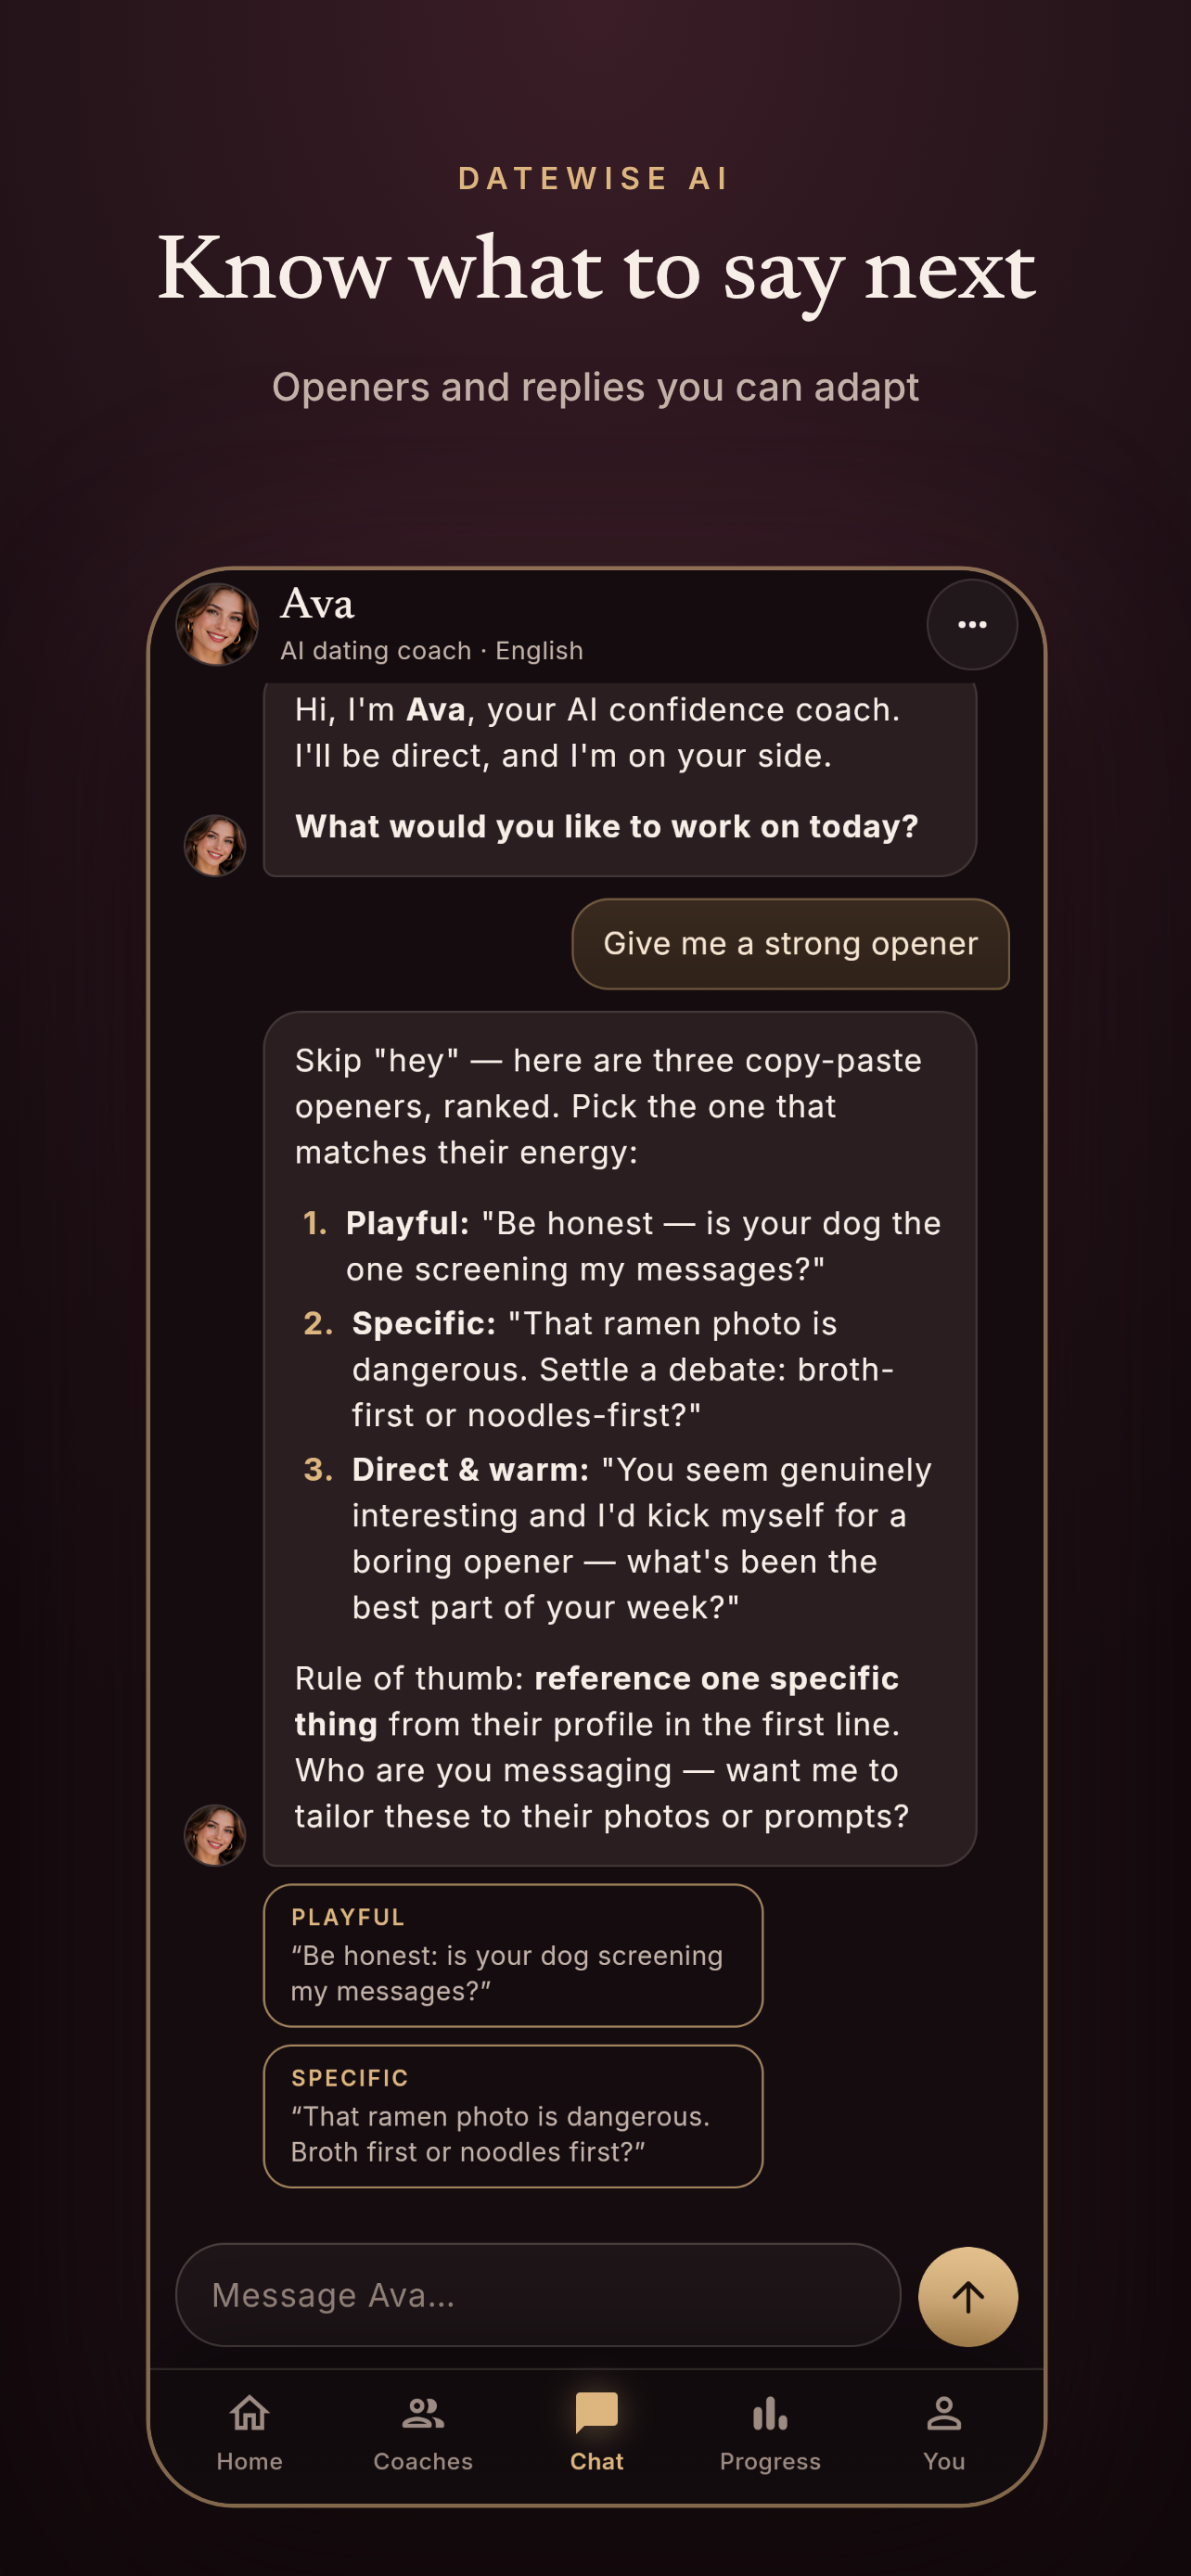 DATEWISE AI
Know what to say next
Openers and replies you can adapt
Ava
AI dating coach · English
Hi, I'm Ava, your AI confidence coach.
I'll be direct, and I'm on your side.
What would you like to work on today?
Give me a strong opener
Skip "hey" — here are three copy-paste
openers, ranked. Pick the one that
matches their energy:
1. Playful: "Be honest — is your dog the
one screening my messages?"
2. Specific: "That ramen photo is
dangerous. Settle a debate: broth-
first or noodles-first?"
3. Direct & warm: "You seem genuinely
interesting and I'd kick myself for a
boring opener — what's been the
best part of your week?"
Rule of thumb: reference one specific
thing from their profile in the first line.
Who are you messaging — want me to
tailor these to their photos or prompts?
PLAYFUL
“Be honest: is your dog screening
my messages?”
SPECIFIC
“That ramen photo is dangerous.
Broth first or noodles first?”
Message Ava...
Home
Coaches
Chat
Progress
You